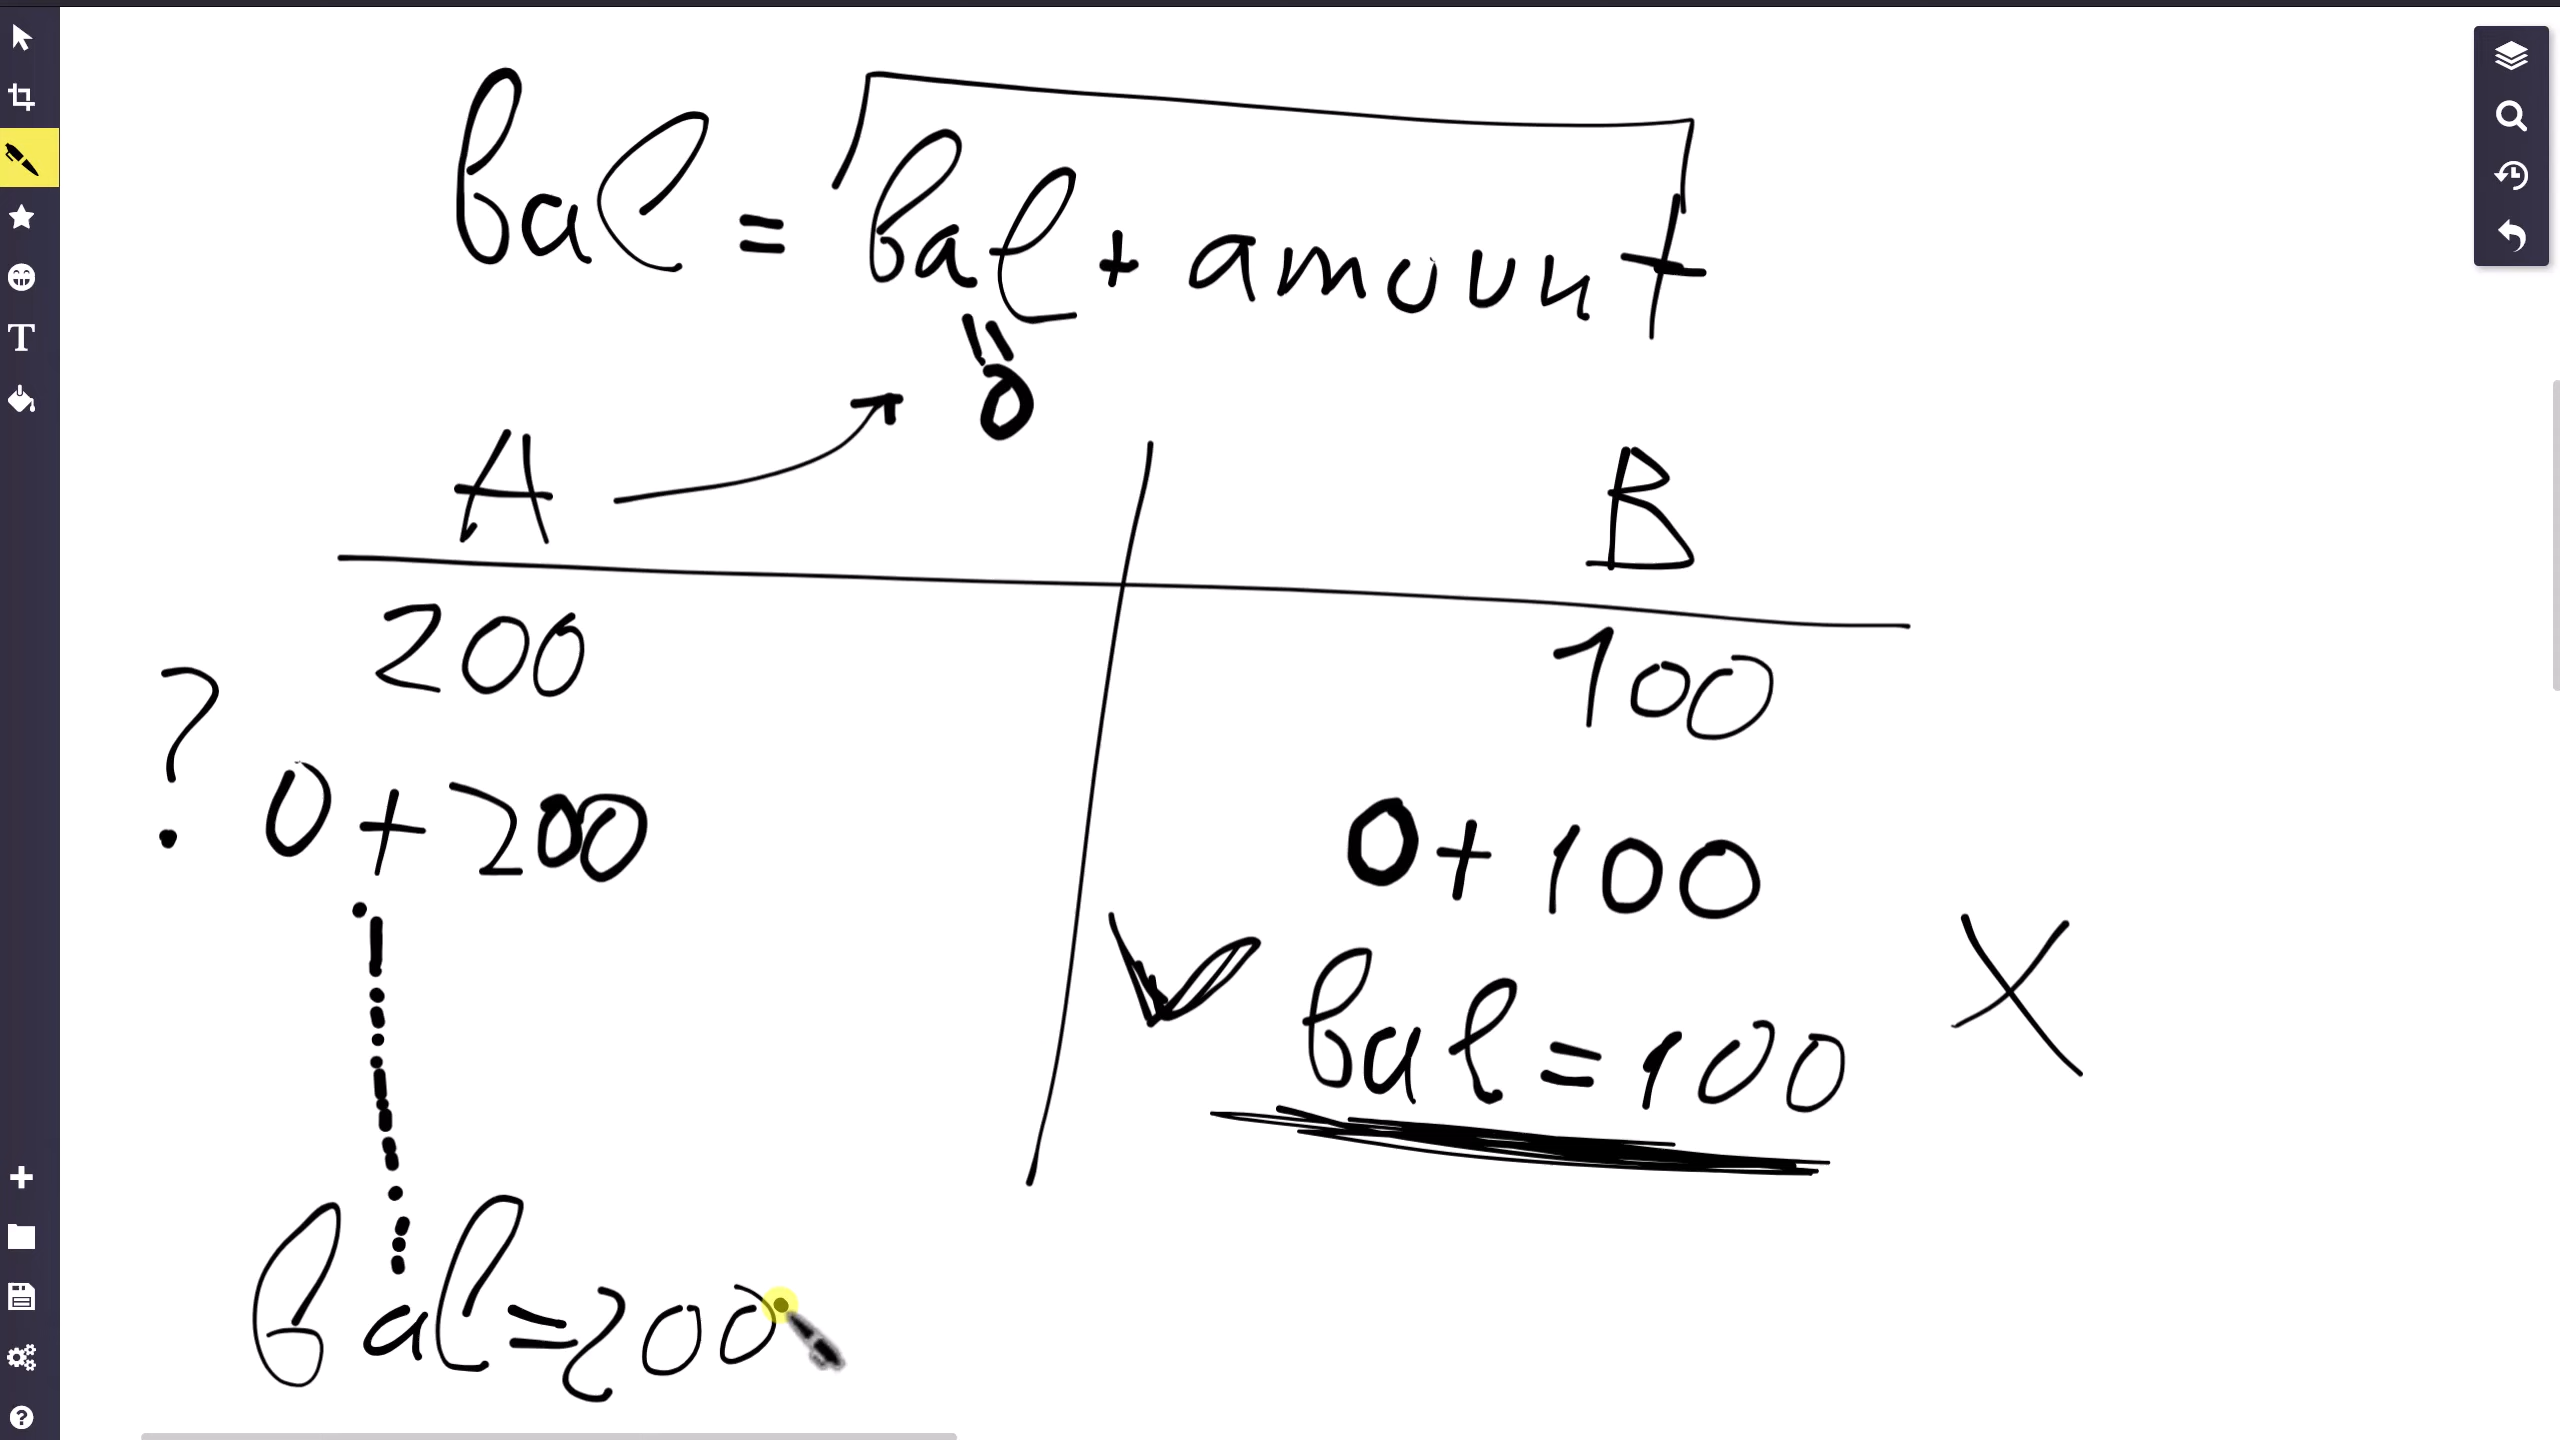 bal = bal + amount
"
0
A B
200 100
? 0 + 200 0 + 100
bal = 100 X
bal = 200
T